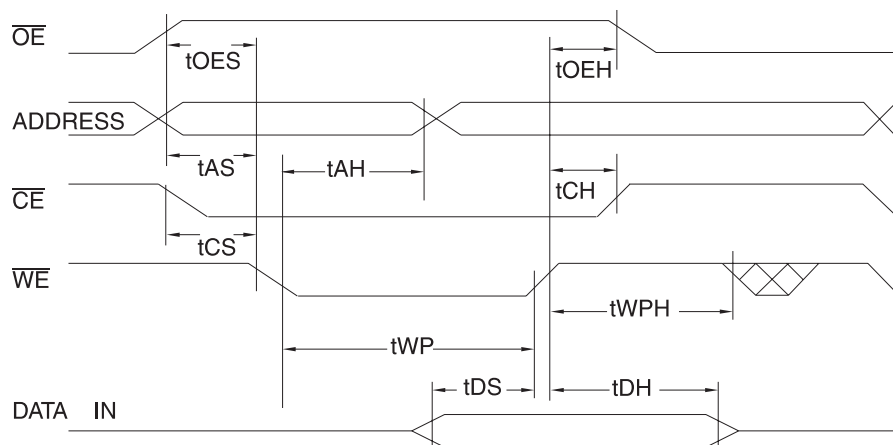 OE
tOES
tOEH
ADDRESS
tAS
tAH
tCH
CE
tCS
WE
tWPH
tWP
tDS
tDH
DATA IN